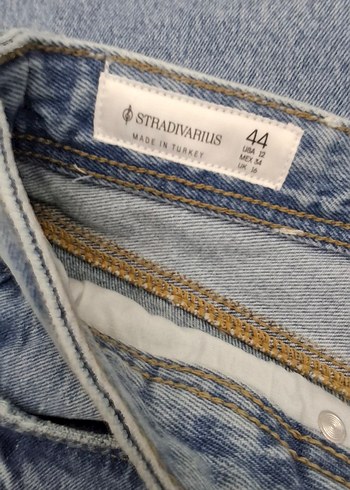 STRADIVARIUS
MADE IN TURKEY
44
USA 12
MEX 34
UK 16